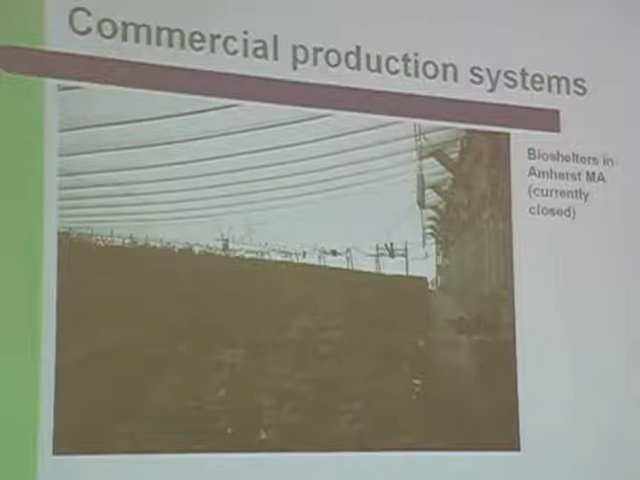 Commercial production systems
Bioshelters in
Amherst MA
(currently
closed)